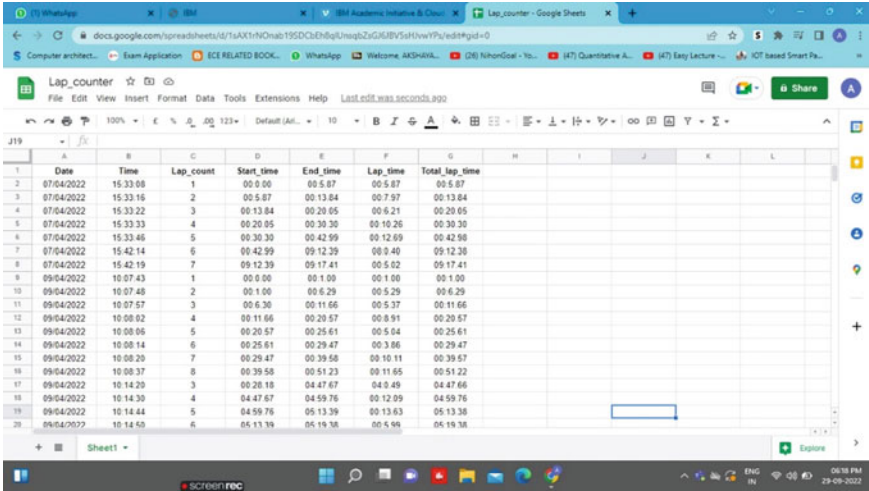 (1) WhatsApp IBM IBM Academic Initiative & Cloud Lap_counter - Google Sheets
docs.google.com/spreadsheets/d/
Computer architect... Exam Application ECE RELATED BOOK... WhatsApp Welcome, AKSHAYA... (26) NihonGoal - Yo... (47) Quantitative A... (47) Easy Lecture -... IOT based Smart Pa...
Lap_counter
File Edit View Insert Format Data Tools Extensions Help Last edit was seconds ago
Share
A
100% £ % .0 .00 123 Default (Ari... 10 B I S A
J19 fx
A B C D E F G H I J K L
1 Date Time Lap_count Start_time End_time Lap_time Total_lap_time
2 07/04/2022 15:33:08 1 00:0.00 00:5.87 00:5.87 00:5.87
3 07/04/2022 15:33:16 2 00:5.87 00:13.84 00:7.97 00:13.84
4 07/04/2022 15:33:22 3 00:13.84 00:20.05 00:6.21 00:20.05
5 07/04/2022 15:33:33 4 00:20.05 00:30.30 00:10.26 00:30.30
6 07/04/2022 15:33:46 5 00:30.30 00:42.99 00:12.69 00:42.98
7 07/04/2022 15:42:14 6 00:42.99 09:12.39 08:0.40 09:12.38
8 07/04/2022 15:42:19 7 09:12.39 09:17.41 00:5.02 09:17.41
9 09/04/2022 10:07:43 1 00:0.00 00:1.00 00:1.00 00:1.00
10 09/04/2022 10:07:48 2 00:1.00 00:6.29 00:5.29 00:6.29
11 09/04/2022 10:07:57 3 00:6.30 00:11.66 00:5.37 00:11.66
12 09/04/2022 10:08:02 4 00:11.66 00:20.57 00:8.91 00:20.57
13 09/04/2022 10:08:06 5 00:20.57 00:25.61 00:5.04 00:25.61
14 09/04/2022 10:08:14 6 00:25.61 00:29.47 00:3.86 00:29.47
15 09/04/2022 10:08:20 7 00:29.47 00:39.58 00:10.11 00:39.57
16 09/04/2022 10:08:37 8 00:39.58 00:51.23 00:11.65 00:51.22
17 09/04/2022 10:14:20 3 00:28.18 04:47.67 04:0.49 04:47.66
18 09/04/2022 10:14:30 4 04:47.67 04:59.76 00:12.09 04:59.76
19 09/04/2022 10:14:44 5 04:59.76 05:13.39 00:13.63 05:13.38
20 09/04/2022 10:14:50 6 05:13.39 05:19.38 00:5.99 05:19.38
Sheet1 Explore
screenrec
ENG 06:18 PM
IN 29-09-2022